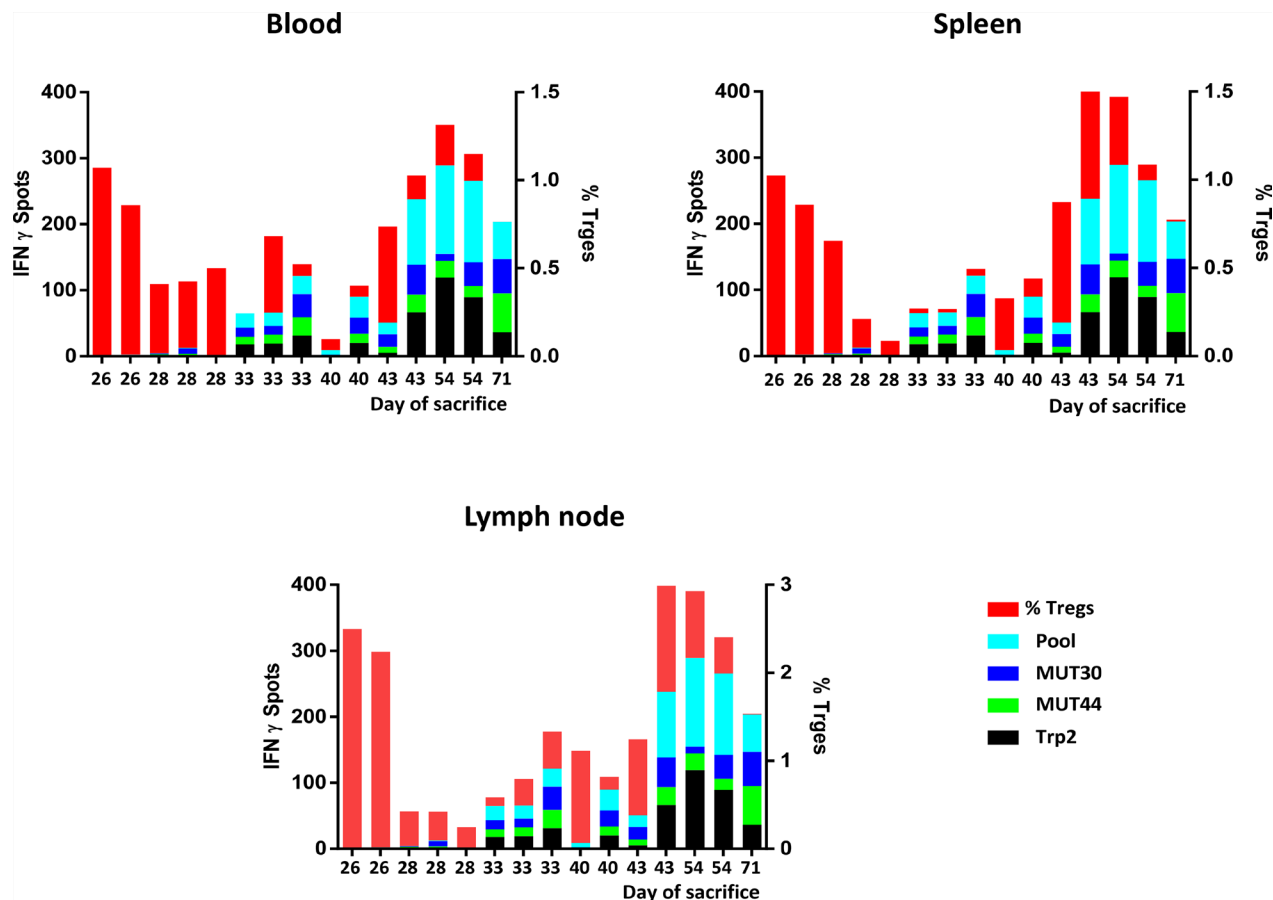 Blood
400
300
200
100
0
IFN γ Spots
1.5
1.0
0.5
0.0
% Trges
26 26 28 28 28 33 33 33 40 40 43 43 54 54 71
Day of sacrifice
Spleen
400
300
200
100
0
IFN γ Spots
1.5
1.0
0.5
0.0
% Trges
26 26 28 28 28 33 33 33 40 40 43 43 54 54 71
Day of sacrifice
Lymph node
400
300
200
100
0
IFN γ Spots
3
2
1
0
% Trges
26 26 28 28 28 33 33 33 40 40 43 43 54 54 71
Day of sacrifice
% Tregs
Pool
MUT30
MUT44
Trp2